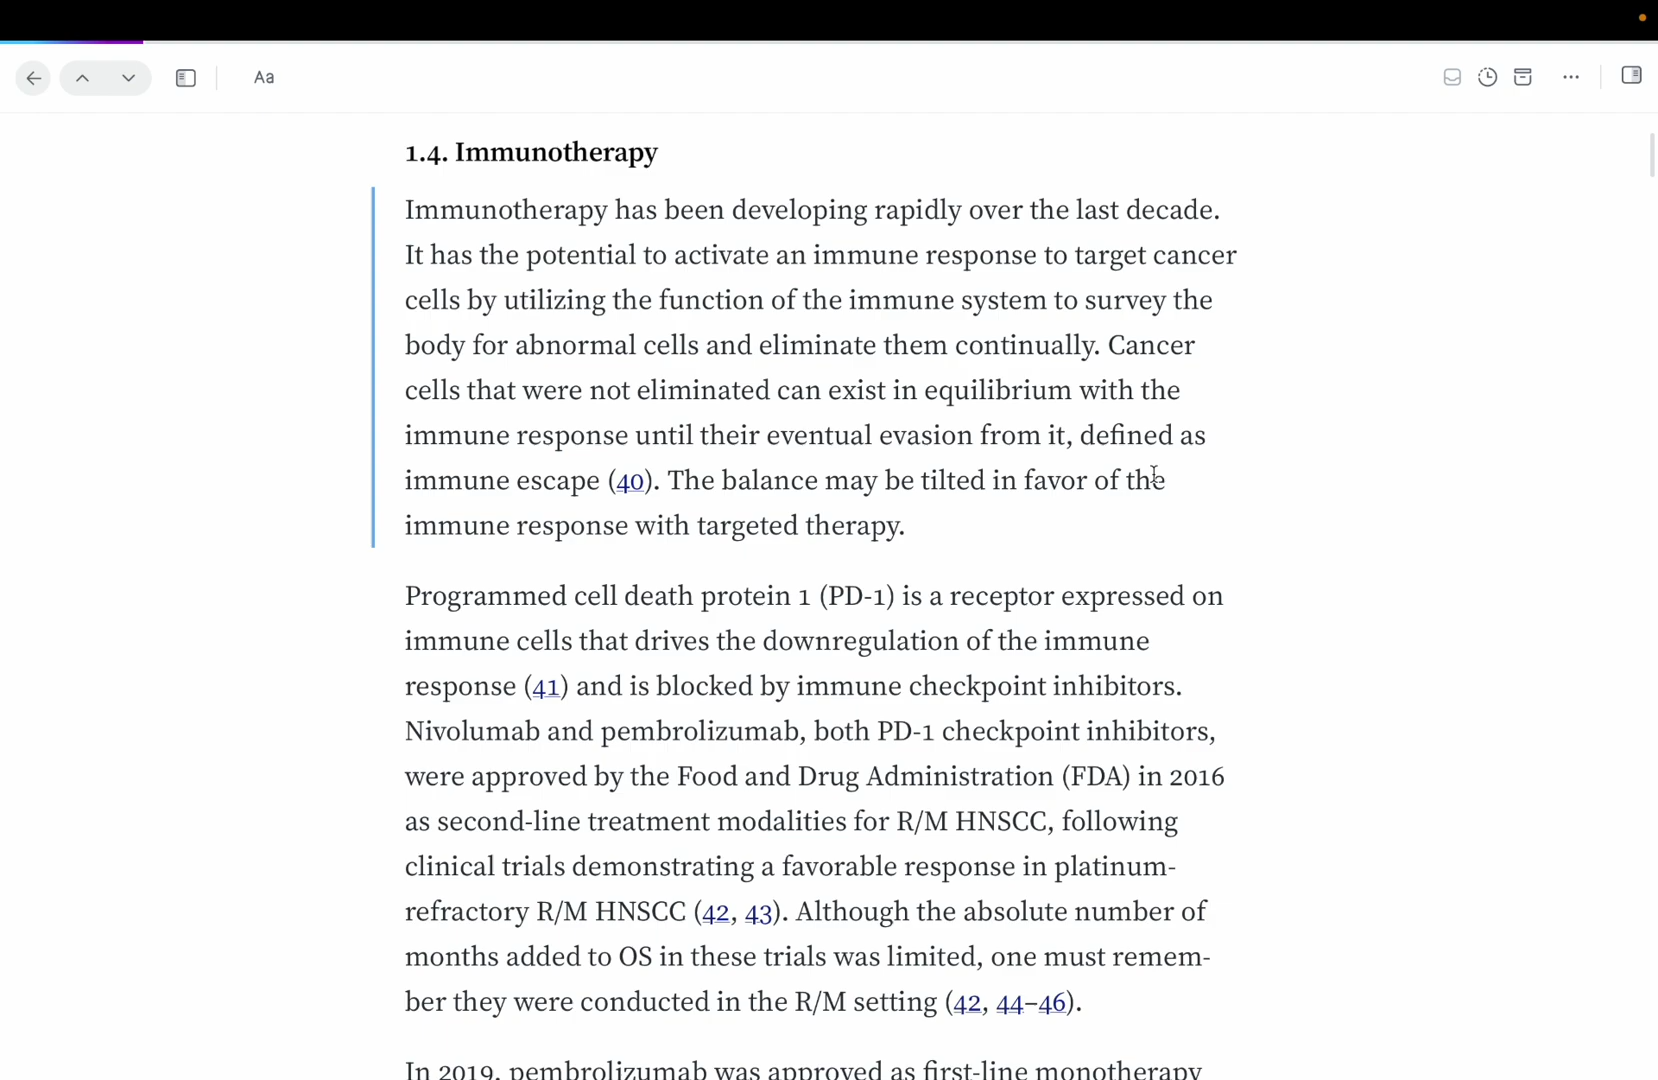 Aa
1.4. Immunotherapy
Immunotherapy has been developing rapidly over the last decade.
It has the potential to activate an immune response to target cancer
cells by utilizing the function of the immune system to survey the
body for abnormal cells and eliminate them continually. Cancer
cells that were not eliminated can exist in equilibrium with the
immune response until their eventual evasion from it, defined as
immune escape (40). The balance may be tilted in favor of the
immune response with targeted therapy.
Programmed cell death protein 1 (PD-1) is a receptor expressed on
immune cells that drives the downregulation of the immune
response (41) and is blocked by immune checkpoint inhibitors.
Nivolumab and pembrolizumab, both PD-1 checkpoint inhibitors,
were approved by the Food and Drug Administration (FDA) in 2016
as second-line treatment modalities for R/M HNSCC, following
clinical trials demonstrating a favorable response in platinum-
refractory R/M HNSCC (42, 43). Although the absolute number of
months added to OS in these trials was limited, one must remem-
ber they were conducted in the R/M setting (42, 44–46).
In 2019, pembrolizumab was approved as first-line monotherapy